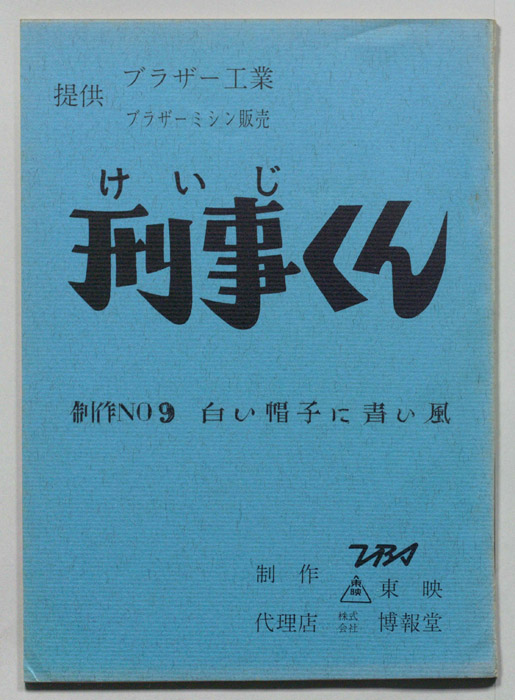 提供 ブラザー工業
ブラザーミシン販売
けいじ
刑事くん
制作NO9 白い帽子に青い風
TBS
制作 東映 東映
代理店 株式会社 博報堂